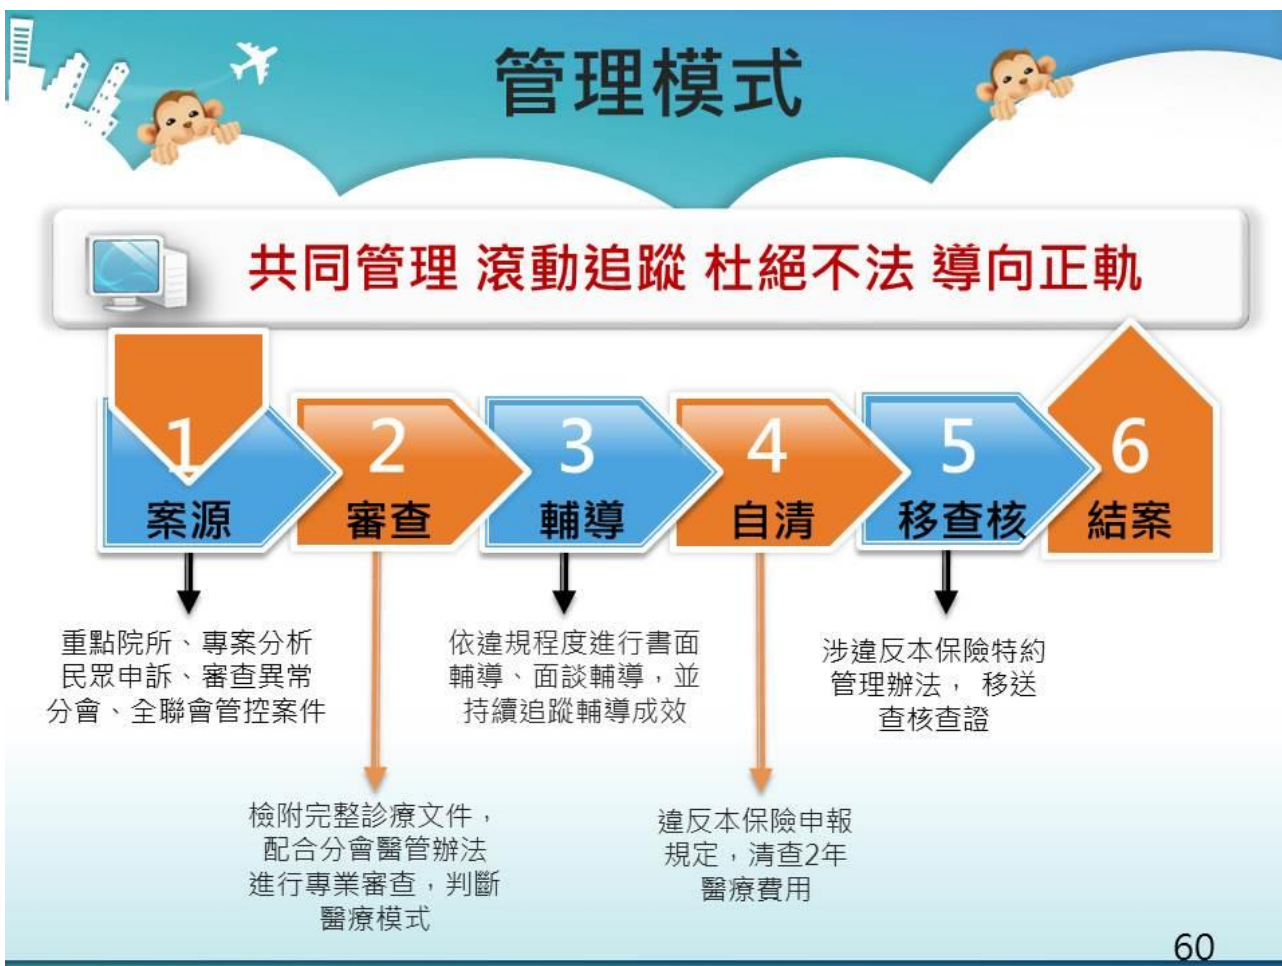 管理模式
共同管理 滾動追蹤 杜絕不法 導向正軌
1
案源
2
審查
3
輔導
4
自清
5
移查核
6
結案
重點院所、專案分析
民眾申訴、審查異常
分會、全聯會管控案件
檢附完整診療文件，
配合分會醫管辦法
進行專業審查，判斷
醫療模式
依違規程度進行書面
輔導、面談輔導，並
持續追蹤輔導成效
違反本保險申報
規定，清查2年
醫療費用
涉違反本保險特約
管理辦法， 移送
查核查證
60